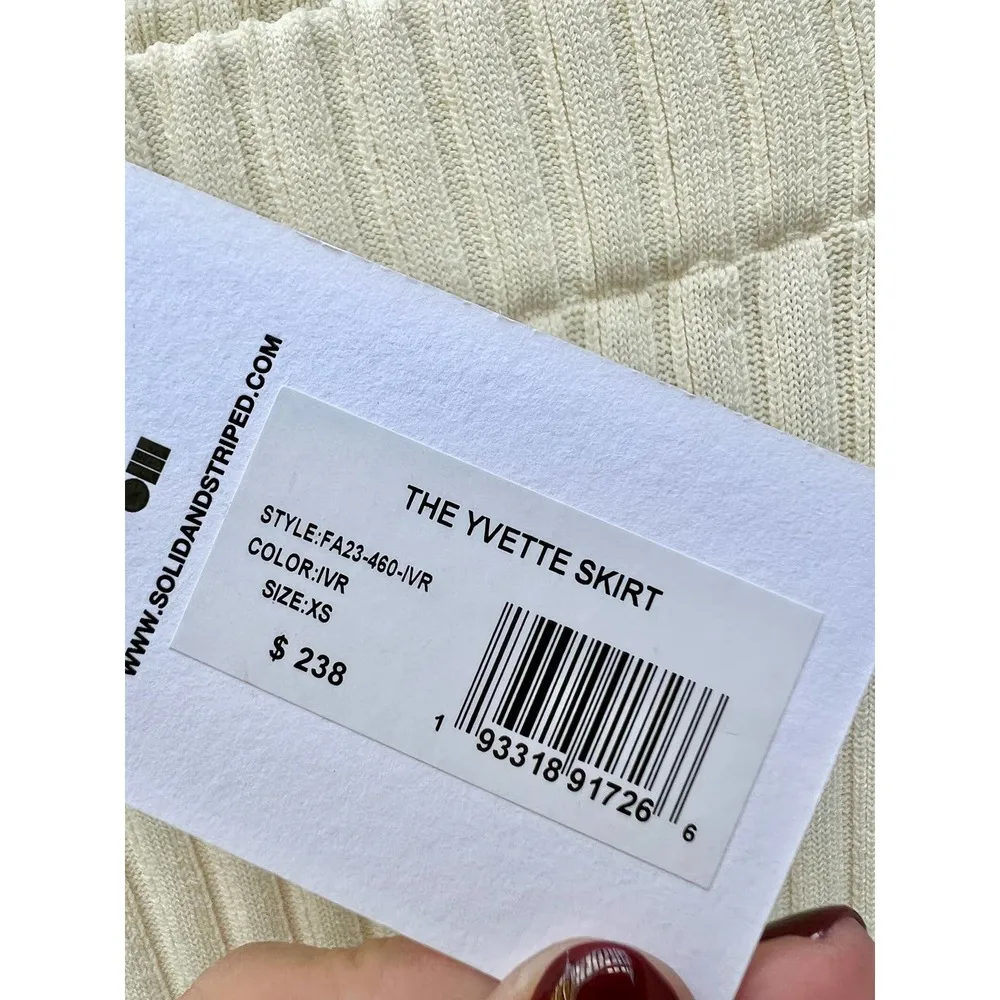 WWW.SOLIDANDSTRIPED.COM
THE YVETTE SKIRT
STYLE:FA23-460-IVR
COLOR:IVR
SIZE:XS
$ 238
1 93318 91726 6